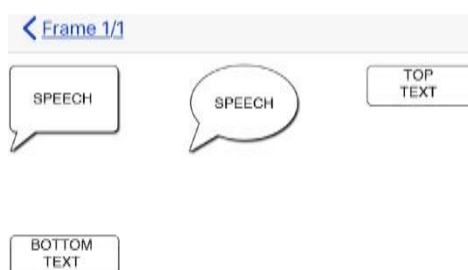 Frame 1/1
SPEECH
SPEECH
TOP
TEXT
BOTTOM
TEXT